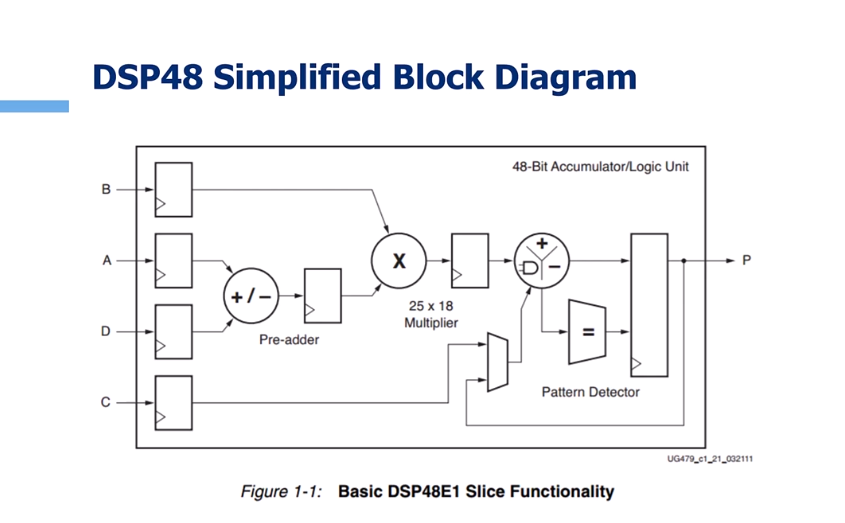 DSP48 Simplified Block Diagram
48-Bit Accumulator/Logic Unit
B
A
D
C
+ / −
Pre-adder
X
25 x 18
Multiplier
+
−
=
Pattern Detector
P
UG479_c1_21_032111
Figure 1-1: Basic DSP48E1 Slice Functionality